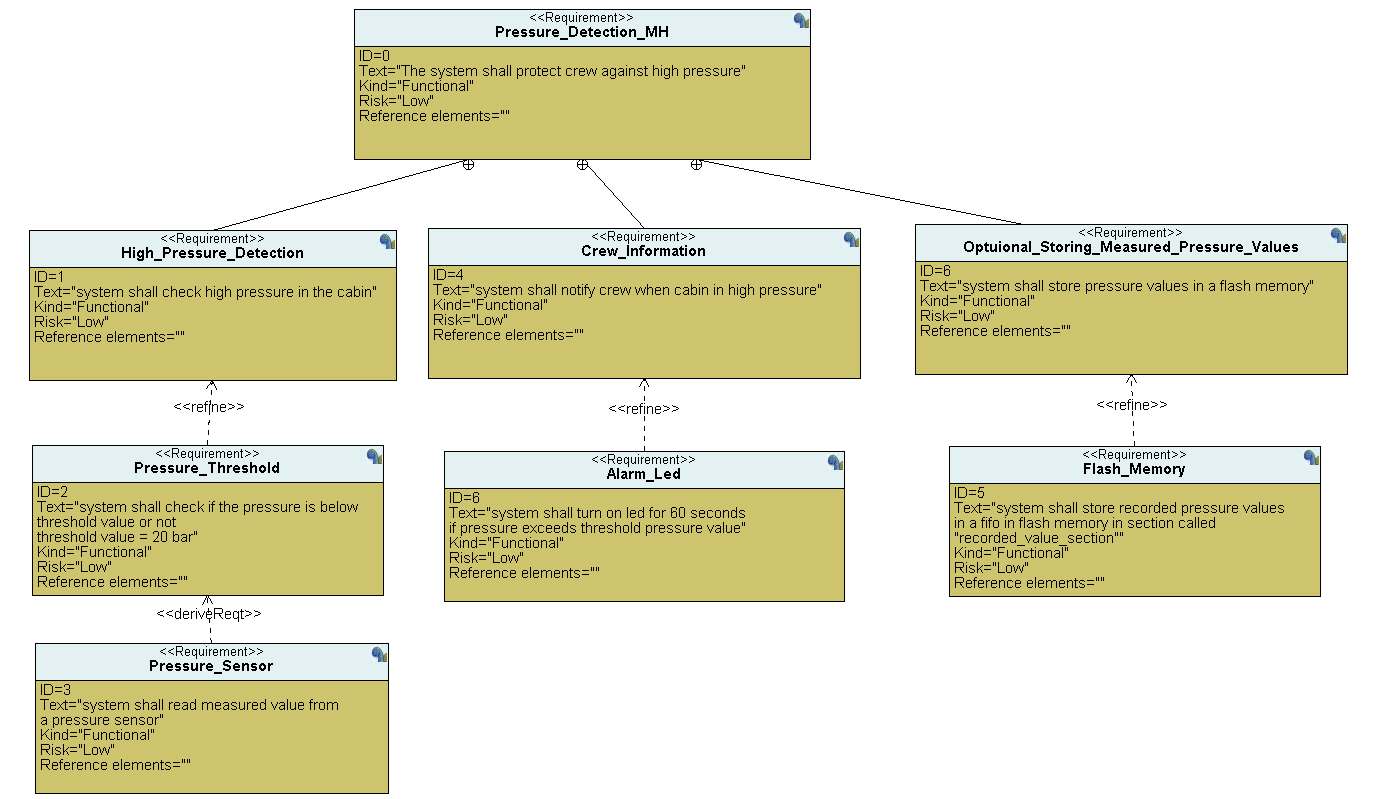 <<Requirement>>
Pressure_Detection_MH
ID=0
Text="The system shall protect crew against high pressure"
Kind="Functional"
Risk="Low"
Reference elements=""
<<Requirement>>
High_Pressure_Detection
ID=1
Text="system shall check high pressure in the cabin"
Kind="Functional"
Risk="Low"
Reference elements=""
<<Requirement>>
Crew_Information
ID=4
Text="system shall notify crew when cabin in high pressure"
Kind="Functional"
Risk="Low"
Reference elements=""
<<Requirement>>
Optuional_Storing_Measured_Pressure_Values
ID=6
Text="system shall store pressure values in a flash memory"
Kind="Functional"
Risk="Low"
Reference elements=""
<<refine>>
<<refine>>
<<refine>>
<<Requirement>>
Pressure_Threshold
ID=2
Text="system shall check if the pressure is below
threshold value or not
threshold value = 20 bar"
Kind="Functional"
Risk="Low"
Reference elements=""
<<Requirement>>
Alarm_Led
ID=6
Text="system shall turn on led for 60 seconds
if pressure exceeds threshold pressure value"
Kind="Functional"
Risk="Low"
Reference elements=""
<<Requirement>>
Flash_Memory
ID=5
Text="system shall store recorded pressure values
in a fifo in flash memory in section called
"recorded_value_section""
Kind="Functional"
Risk="Low"
Reference elements=""
<<deriveReqt>>
<<Requirement>>
Pressure_Sensor
ID=3
Text="system shall read measured value from
a pressure sensor"
Kind="Functional"
Risk="Low"
Reference elements=""